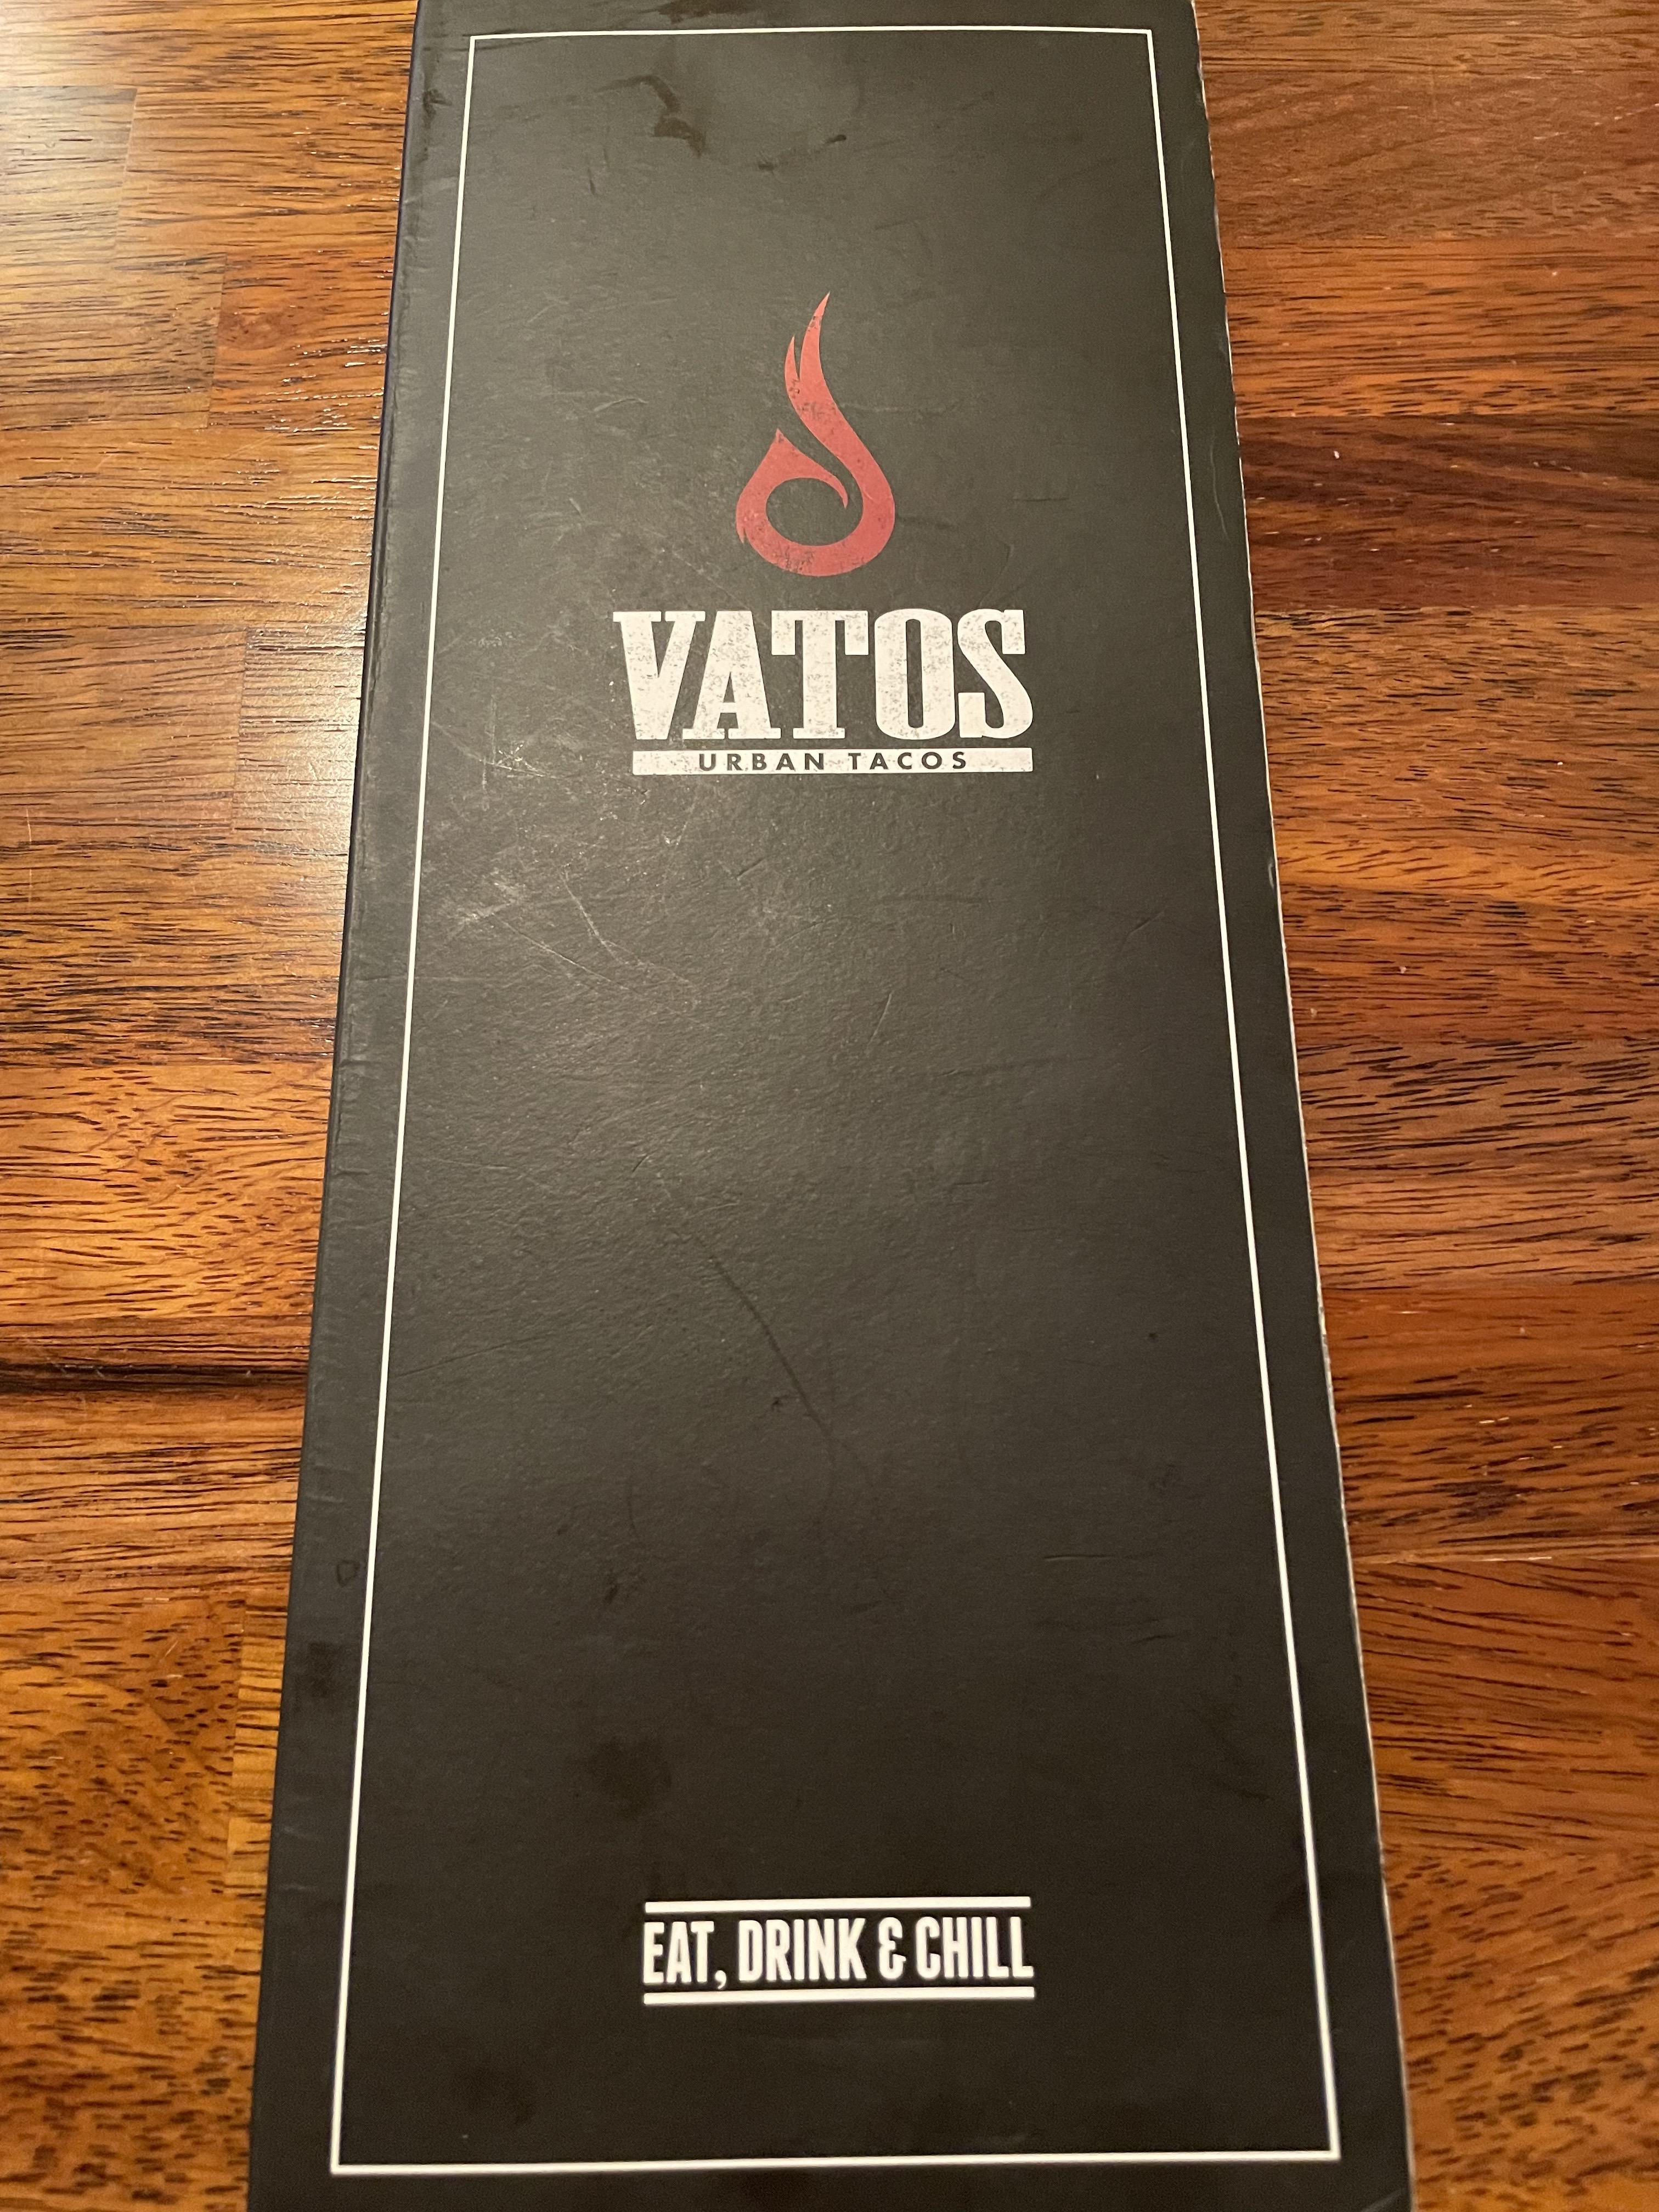 VATOS
URBAN TACOS
EAT, DRINK & CHILL